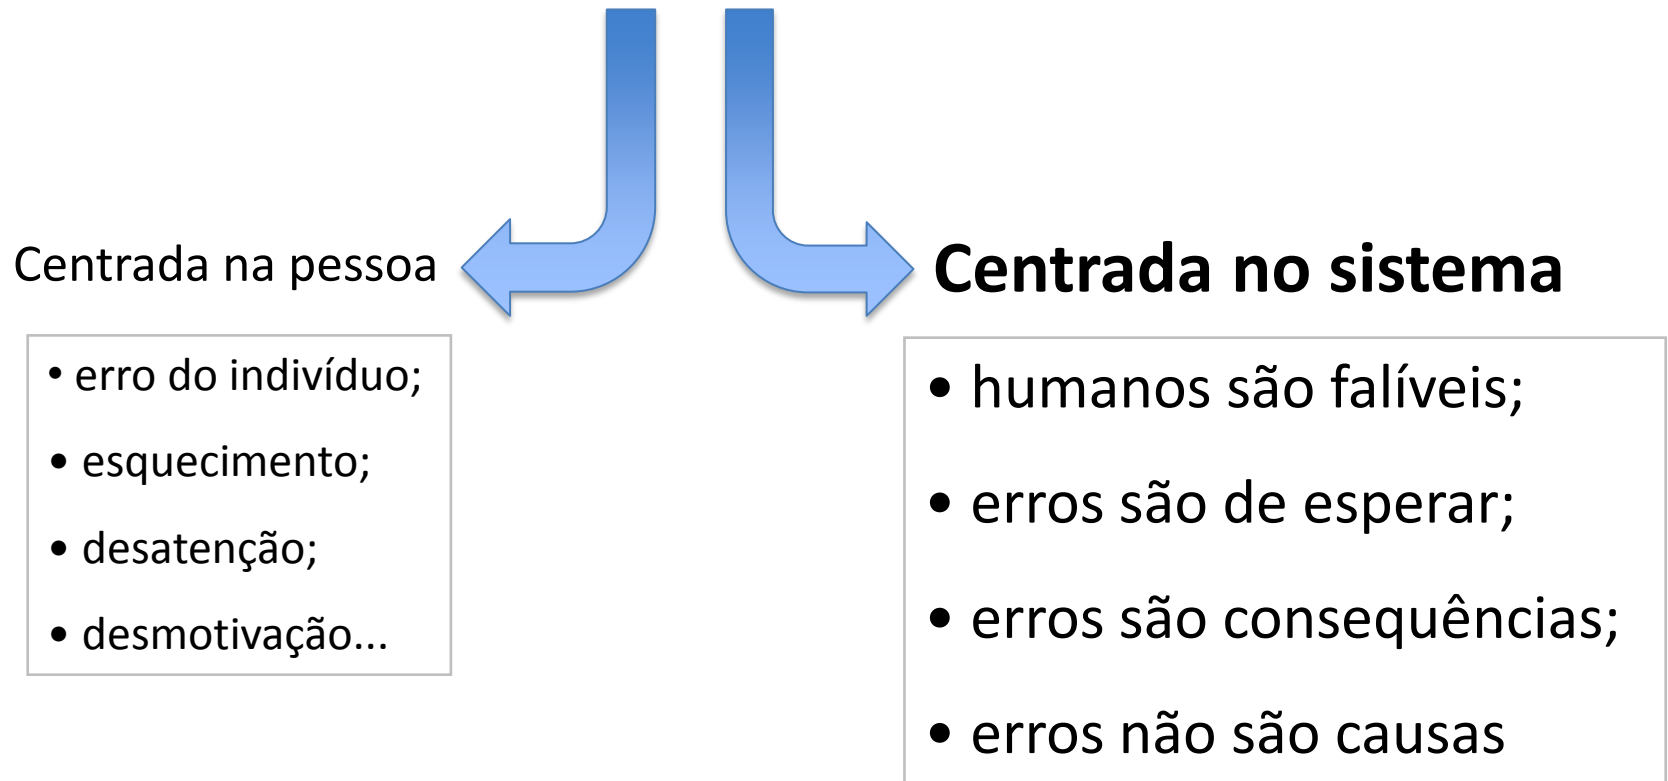 Centrada na pessoa
• erro do indivíduo;
• esquecimento;
• desatenção;
• desmotivação...
Centrada no sistema
• humanos são falíveis;
• erros são de esperar;
• erros são consequências;
• erros não são causas